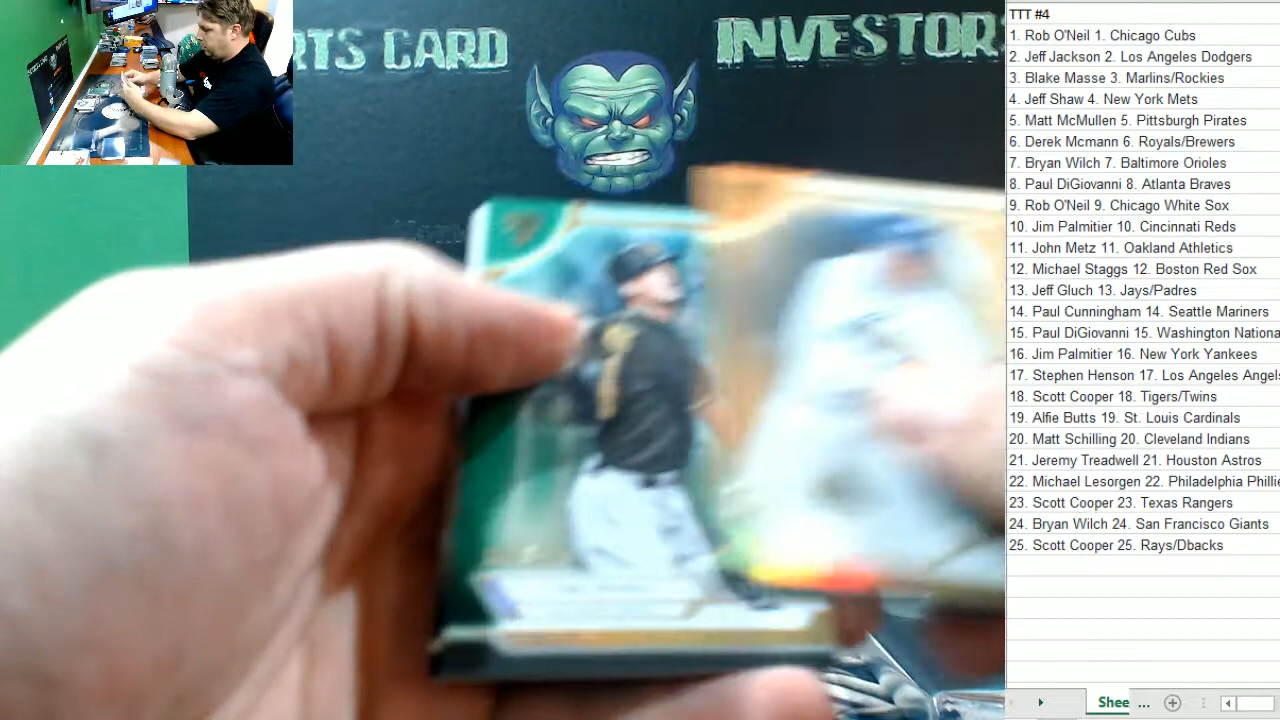 RTS CARD INVESTOR
TTT #4
1. Rob O'Neil 1. Chicago Cubs
2. Jeff Jackson 2. Los Angeles Dodgers
3. Blake Masse 3. Marlins/Rockies
4. Jeff Shaw 4. New York Mets
5. Matt McMullen 5. Pittsburgh Pirates
6. Derek Mcmann 6. Royals/Brewers
7. Bryan Wilch 7. Baltimore Orioles
8. Paul DiGiovanni 8. Atlanta Braves
9. Rob O'Neil 9. Chicago White Sox
10. Jim Palmitier 10. Cincinnati Reds
11. John Metz 11. Oakland Athletics
12. Michael Staggs 12. Boston Red Sox
13. Jeff Gluch 13. Jays/Padres
14. Paul Cunningham 14. Seattle Mariners
15. Paul DiGiovanni 15. Washington Nationa
16. Jim Palmitier 16. New York Yankees
17. Stephen Henson 17. Los Angeles Angel
18. Scott Cooper 18. Tigers/Twins
19. Alfie Butts 19. St. Louis Cardinals
20. Matt Schilling 20. Cleveland Indians
21. Jeremy Treadwell 21. Houston Astros
22. Michael Lesorgen 22. Philadelphia Phillie
23. Scott Cooper 23. Texas Rangers
24. Bryan Wilch 24. San Francisco Giants
25. Scott Cooper 25. Rays/Dbacks
Shee ...